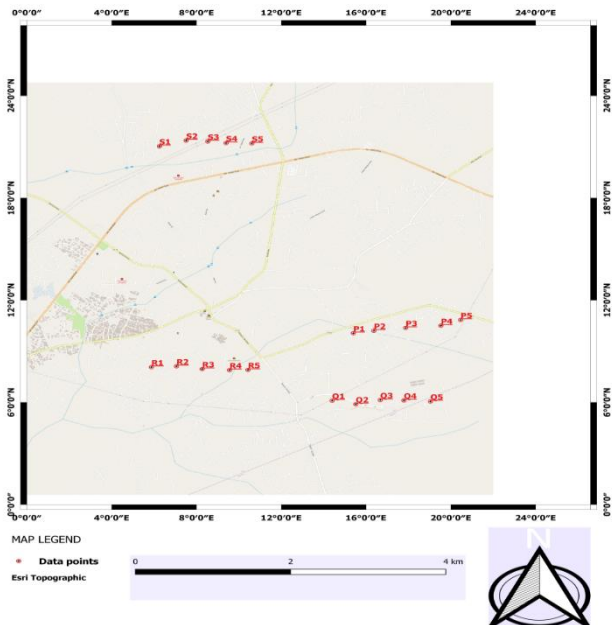 0°0'0" 4°0'0"E 8°0'0"E 12°0'0"E 16°0'0"E 20°0'0"E 24°0'0"E
24°0'0"N 24°0'0"N
S1 S2 S3 S4 S5
18°0'0"N 18°0'0"N
12°0'0"N 12°0'0"N
P1 P2 P3 P4 P5
R1 R2 R3 R4 R5
6°0'0"N 6°0'0"N
Q1 Q2 Q3 Q4 Q5
0°0'0" 0°0'0"
0°0'0" 4°0'0"E 8°0'0"E 12°0'0"E 16°0'0"E 20°0'0"E 24°0'0"E
MAP LEGEND
Data points
Esri Topographic
0 2 4 km
N